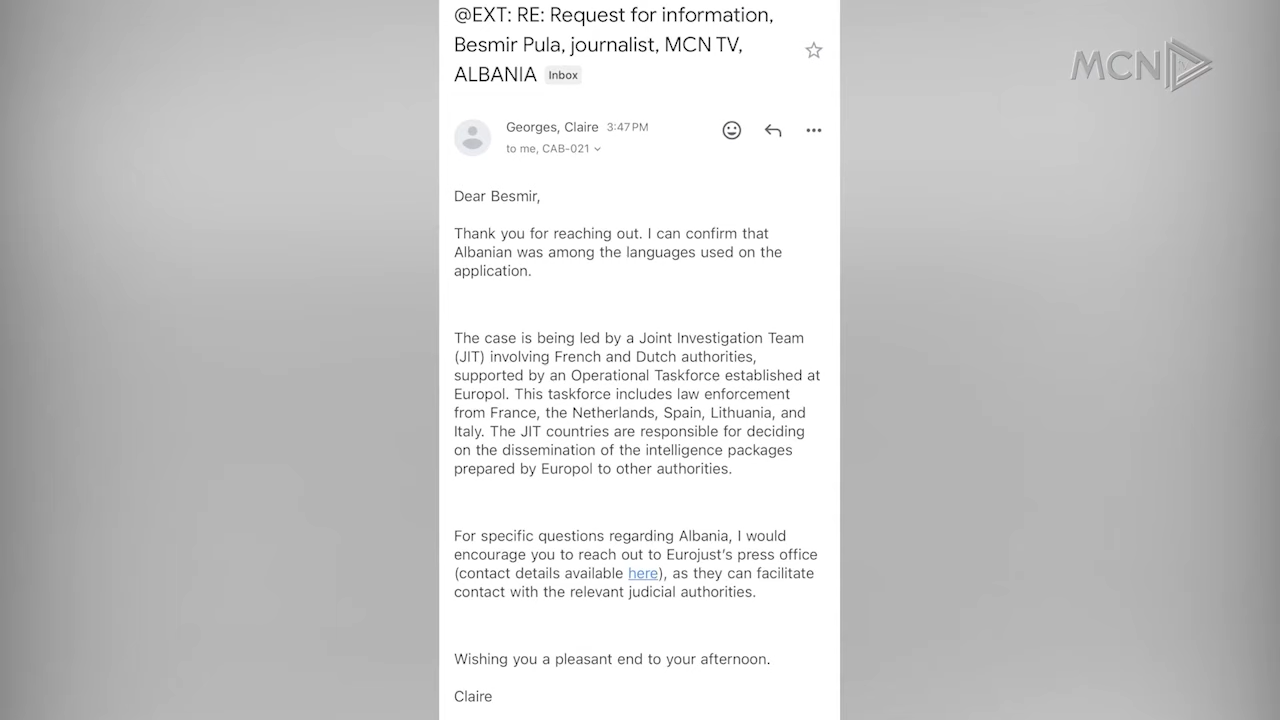 @EXT: RE: Request for information,
Besmir Pula, journalist, MCN TV,
ALBANIA Inbox
MCN
Georges, Claire 3:47 PM
to me, CAB-021
Dear Besmir,
Thank you for reaching out. I can confirm that
Albanian was among the languages used on the
application.
The case is being led by a Joint Investigation Team
(JIT) involving French and Dutch authorities,
supported by an Operational Taskforce established at
Europol. This taskforce includes law enforcement
from France, the Netherlands, Spain, Lithuania, and
Italy. The JIT countries are responsible for deciding
on the dissemination of the intelligence packages
prepared by Europol to other authorities.
For specific questions regarding Albania, I would
encourage you to reach out to Eurojust's press office
(contact details available here), as they can facilitate
contact with the relevant judicial authorities.
Wishing you a pleasant end to your afternoon.
Claire